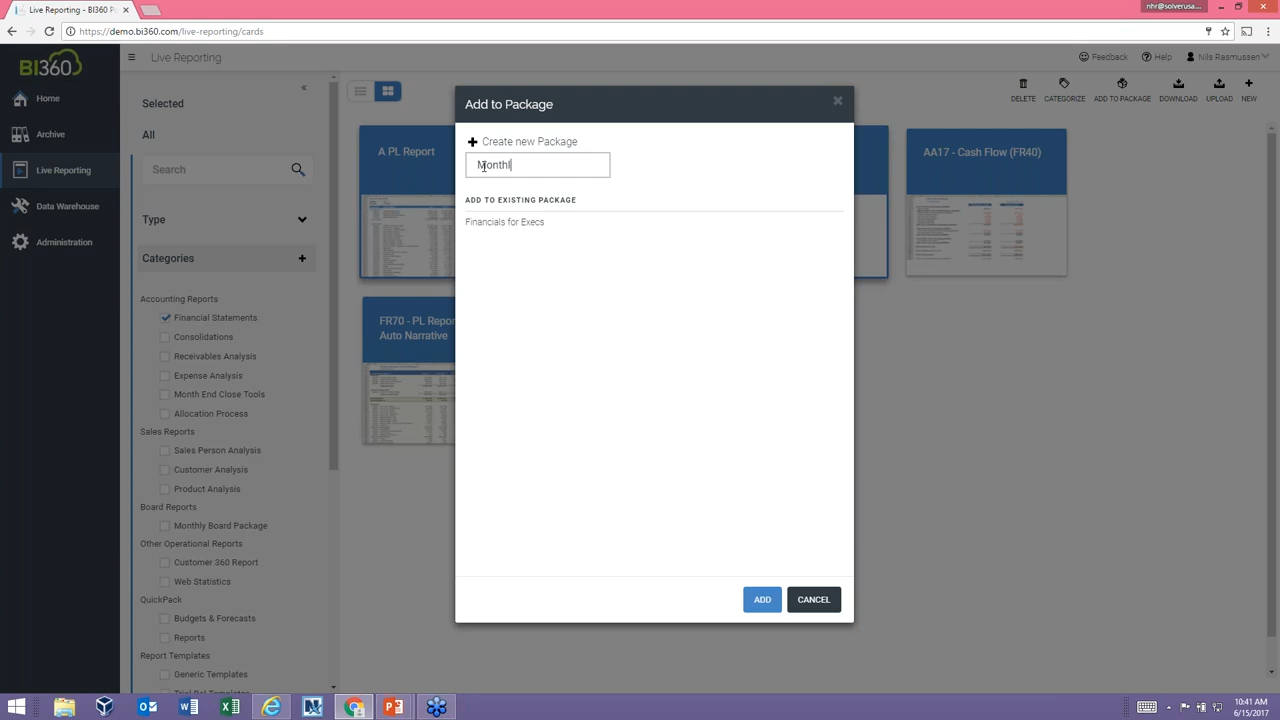 Live Reporting - BI360 P
nhr@solverusa...
https://demo.bi360.com/live-reporting/cards
BI360
Live Reporting
Feedback
Help
Nils Rasmussen
Home
Archive
Live Reporting
Data Warehouse
Administration
Selected
All
Search
Type
Categories
Accounting Reports
Financial Statements
Consolidations
Receivables Analysis
Expense Analysis
Month End Close Tools
Allocation Process
Sales Reports
Sales Person Analysis
Customer Analysis
Product Analysis
Board Reports
Monthly Board Package
Other Operational Reports
Customer 360 Report
Web Statistics
QuickPack
Budgets & Forecasts
Reports
Report Templates
Generic Templates
DELETE
CATEGORIZE
ADD TO PACKAGE
DOWNLOAD
UPLOAD
NEW
A PL Report
AA17 - Cash Flow (FR40)
FR70 - PL Repor
Auto Narrative
Add to Package
Create new Package
Monthl
ADD TO EXISTING PACKAGE
Financials for Execs
ADD
CANCEL
10:41 AM
6/15/2017